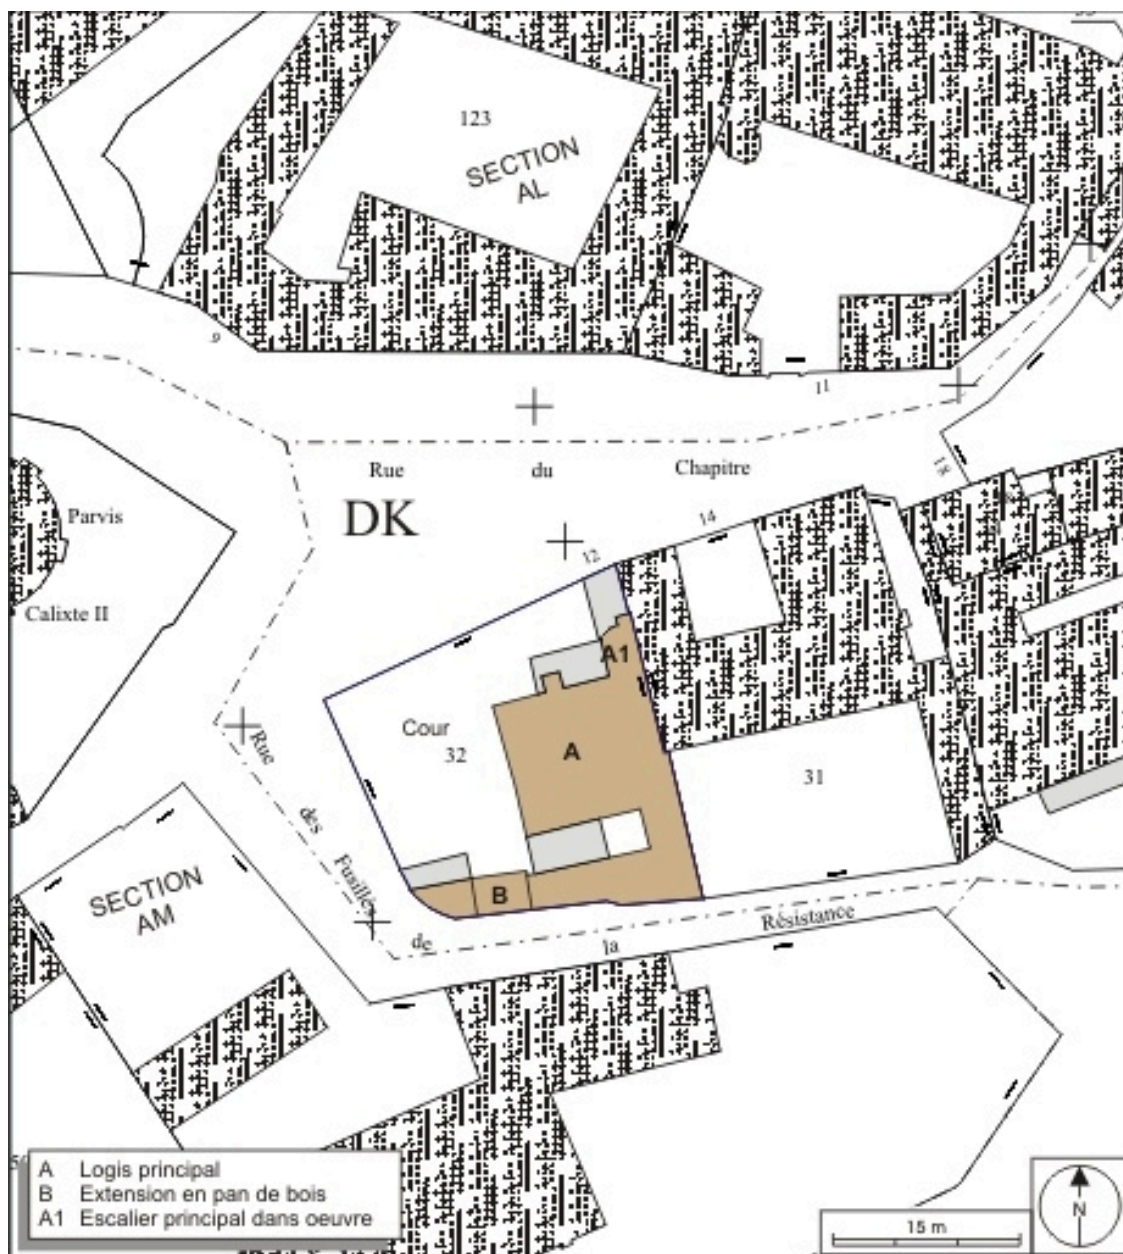 123
SECTION
AL
9
11
Rue du Chapitre
18
DK
14
12
Parvis
Calixte II
A1
Cour
32
A
31
Rue
des
Fusillés
de
la
Résistance
B
SECTION
AM
A Logis principal
B Extension en pan de bois
A1 Escalier principal dans oeuvre
15 m
N